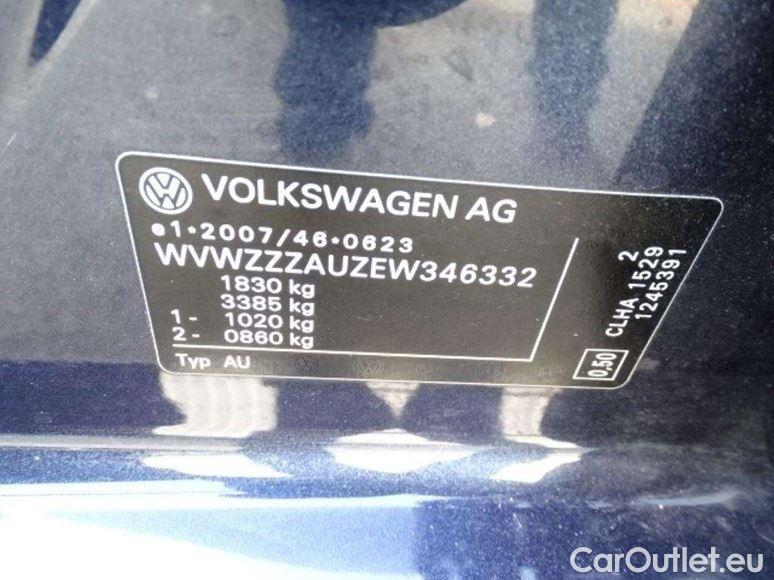 VOLKSWAGEN AG
e1*2007/46*0623
WVWZZZAUZEW346332
1830 kg
3385 kg
1- 1020 kg
2- 0860 kg
Typ AU
2
CLHA 1529
1245391
0.50
CarOutlet.eu